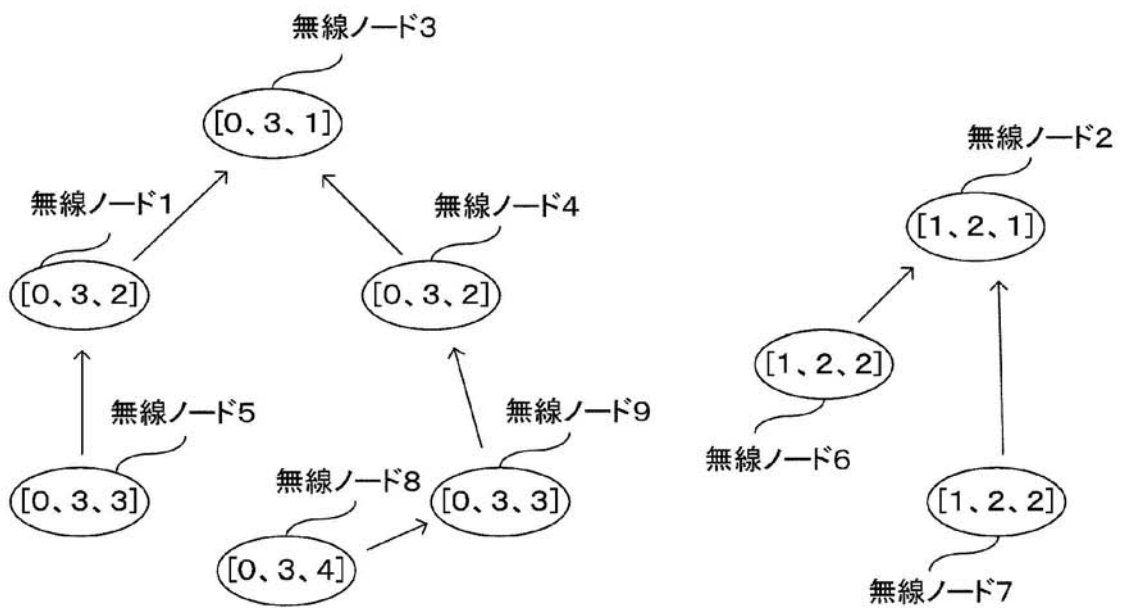 無線ノード3
[0、3、1]
無線ノード1
[0、3、2]
無線ノード4
[0、3、2]
無線ノード5
[0、3、3]
無線ノード9
[0、3、3]
無線ノード8
[0、3、4]
無線ノード2
[1、2、1]
[1、2、2]
無線ノード6
[1、2、2]
無線ノード7